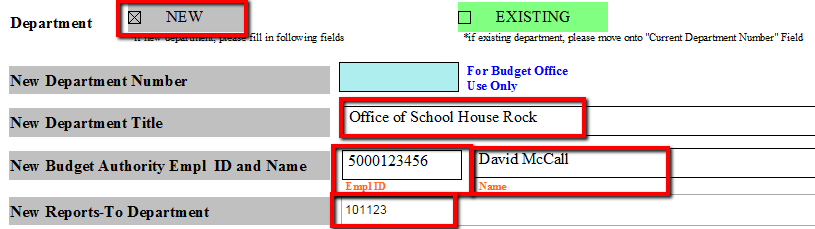 Department NEW EXISTING
*if new department, please fill in following fields *if existing department, please move onto "Current Department Number" Field
New Department Number For Budget Office
Use Only
New Department Title Office of School House Rock
New Budget Authority Empl ID and Name 5000123456 David McCall
Empl ID Name
New Reports-To Department 101123